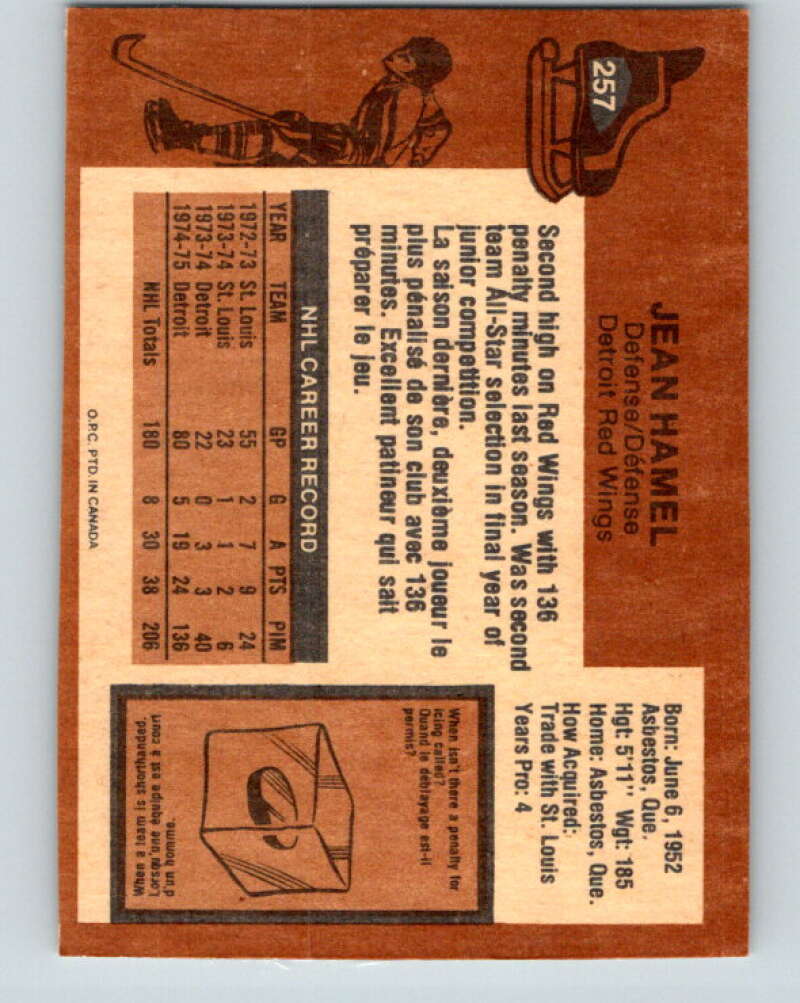 257
JEAN HAMEL
Defense/Défense
Detroit Red Wings
Born: June 6, 1952
Asbestos, Que.
Hgt: 5'11" Wgt: 185
Home: Asbestos, Que.
How Acquired:
Trade with St. Louis
Years Pro: 4
Second high on Red Wings with 136
penalty minutes last season. Was second
team All-Star selection in final year of
junior competition.
La saison dernière, deuxième joueur le
plus pénalisé de son club avec 136
minutes. Excellent patineur qui sait
préparer le jeu.
NHL CAREER RECORD
YEAR TEAM GP G A PTS PIM
1972-73 St. Louis 55 2 7 9 24
1973-74 St. Louis 23 1 1 2 6
1973-74 Detroit 22 0 3 3 40
1974-75 Detroit 80 5 19 24 136
NHL Totals 180 8 30 38 206
When isn't there a penalty for
icing called?
Quand le déblayage est-il
permis?
When a team is shorthanded.
Lorsqu'une équipe est à court
d'un homme.
O.P.C. PTD. IN CANADA